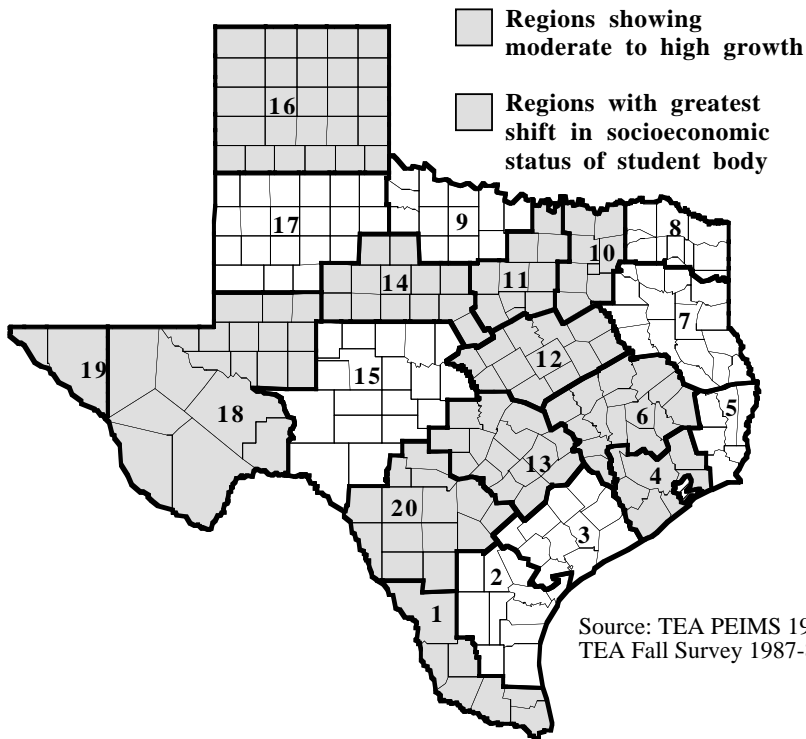 Regions showing
moderate to high growth
Regions with greatest
shift in socioeconomic
status of student body
16
17
9
8
10
14
11
7
12
19
15
18
5
6
4
13
20
3
2
1
Source: TEA PEIMS 19
TEA Fall Survey 1987-